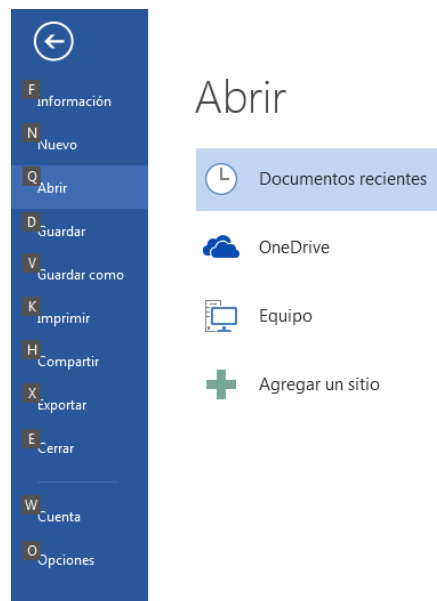 F
Información
N
Nuevo
Q
Abrir
D
Guardar
V
Guardar como
K
Imprimir
H
Compartir
X
Exportar
E
Cerrar
W
Cuenta
O
Opciones
Abrir
Documentos recientes
OneDrive
Equipo
Agregar un sitio